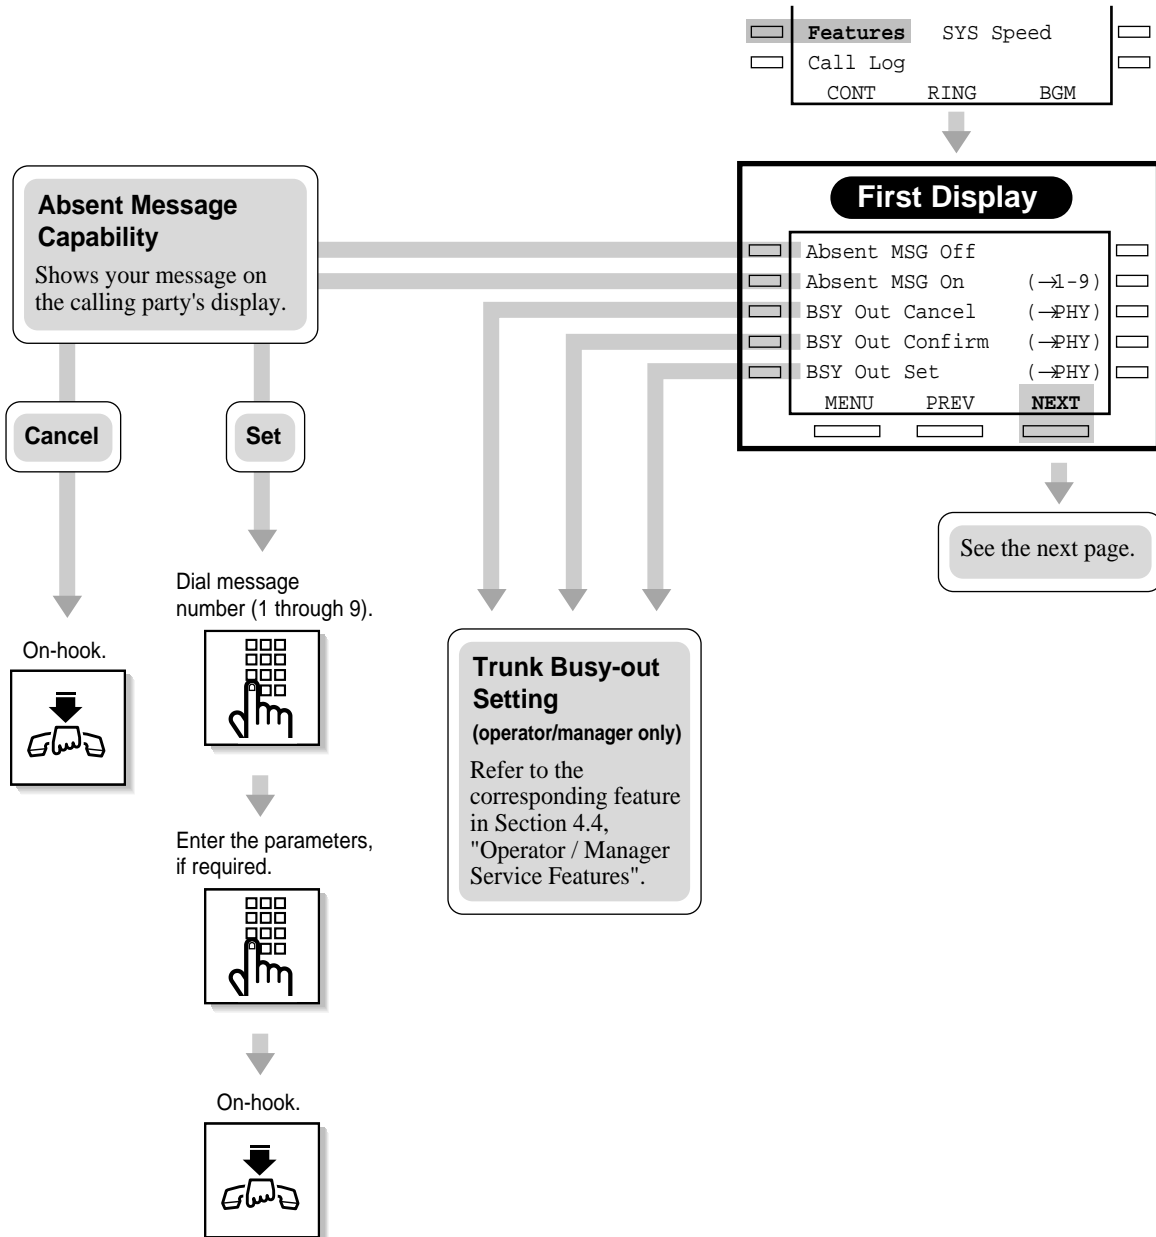 Features SYS Speed
Call Log
CONT RING BGM
First Display
Absent MSG Off
Absent MSG On (→1-9)
BSY Out Cancel (→PHY)
BSY Out Confirm (→PHY)
BSY Out Set (→PHY)
MENU PREV NEXT
See the next page.
Absent Message
Capability
Shows your message on
the calling party's display.
Cancel
Set
On-hook.
Dial message
number (1 through 9).
Enter the parameters,
if required.
On-hook.
Trunk Busy-out
Setting
(operator/manager only)
Refer to the
corresponding feature
in Section 4.4,
"Operator / Manager
Service Features".